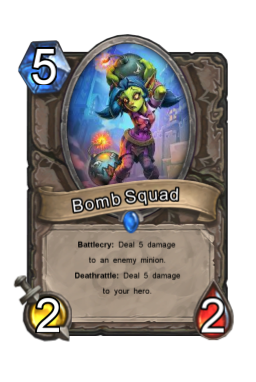 5
Bomb Squad
Battlecry: Deal 5 damage
to an enemy minion.
Deathrattle: Deal 5 damage
to your hero.
2
2